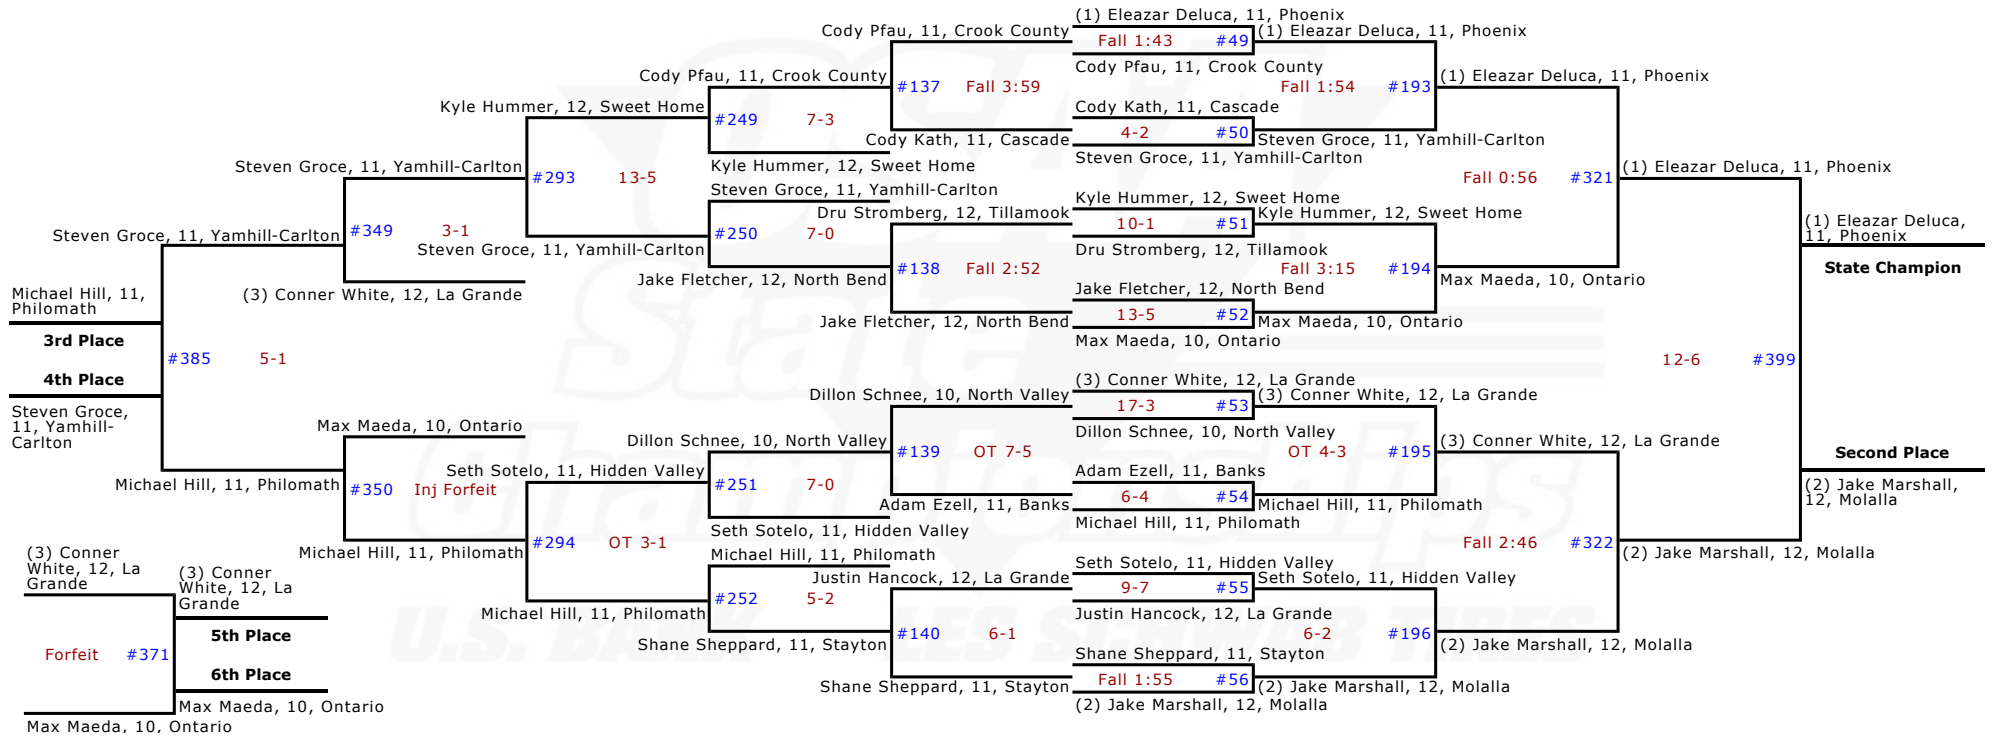 (1) Eleazar Deluca, 11, Phoenix
Cody Pfau, 11, Crook County
Fall 1:43 #49
(1) Eleazar Deluca, 11, Phoenix
Cody Pfau, 11, Crook County
Cody Pfau, 11, Crook County
(1) Eleazar Deluca, 11, Phoenix
#137 Fall 3:59
Fall 1:54 #193
Kyle Hummer, 12, Sweet Home
Cody Kath, 11, Cascade
#249 7-3
4-2 #50
Cody Kath, 11, Cascade
Steven Groce, 11, Yamhill-Carlton
Steven Groce, 11, Yamhill-Carlton
Steven Groce, 11, Yamhill-Carlton
Kyle Hummer, 12, Sweet Home
(1) Eleazar Deluca, 11, Phoenix
#293 13-5
Fall 0:56 #321
Steven Groce, 11, Yamhill-Carlton
Kyle Hummer, 12, Sweet Home
Dru Stromberg, 12, Tillamook
Kyle Hummer, 12, Sweet Home
10-1 #51
(1) Eleazar Deluca,
11, Phoenix
Steven Groce, 11, Yamhill-Carlton
#349 3-1
#250 7-0
Steven Groce, 11, Yamhill-Carlton
Dru Stromberg, 12, Tillamook
#138 Fall 2:52
Fall 3:15 #194
State Champion
Jake Fletcher, 12, North Bend
Max Maeda, 10, Ontario
Jake Fletcher, 12, North Bend
(3) Conner White, 12, La Grande
Michael Hill, 11,
Philomath
13-5 #52
Jake Fletcher, 12, North Bend
Max Maeda, 10, Ontario
3rd Place
Max Maeda, 10, Ontario
#385 5-1
12-6 #399
4th Place
(3) Conner White, 12, La Grande
Dillon Schnee, 10, North Valley
(3) Conner White, 12, La Grande
17-3 #53
Steven Groce,
11, Yamhill-
Carlton
Max Maeda, 10, Ontario
Dillon Schnee, 10, North Valley
Dillon Schnee, 10, North Valley
(3) Conner White, 12, La Grande
#139 OT 7-5
OT 4-3 #195
Second Place
Seth Sotelo, 11, Hidden Valley
Adam Ezell, 11, Banks
Michael Hill, 11, Philomath
#350 Inj Forfeit
#251 7-0
(2) Jake Marshall,
12, Molalla
6-4 #54
Adam Ezell, 11, Banks
Michael Hill, 11, Philomath
Michael Hill, 11, Philomath
Seth Sotelo, 11, Hidden Valley
#294 OT 3-1
Fall 2:46 #322
Michael Hill, 11, Philomath
(2) Jake Marshall, 12, Molalla
(3) Conner
White, 12, La
Grande
Michael Hill, 11, Philomath
Seth Sotelo, 11, Hidden Valley
(3) Conner
White, 12, La
Grande
Justin Hancock, 12, La Grande
Seth Sotelo, 11, Hidden Valley
9-7 #55
#252 5-2
Michael Hill, 11, Philomath
Justin Hancock, 12, La Grande
5th Place
#140 6-1
6-2 #196
Shane Sheppard, 11, Stayton
(2) Jake Marshall, 12, Molalla
Forfeit #371
Shane Sheppard, 11, Stayton
6th Place
Fall 1:55 #56
Shane Sheppard, 11, Stayton
(2) Jake Marshall, 12, Molalla
Max Maeda, 10, Ontario
(2) Jake Marshall, 12, Molalla
Max Maeda, 10, Ontario
OSAA
State
Championships
U.S. BANK LES SCHWAB TIRES